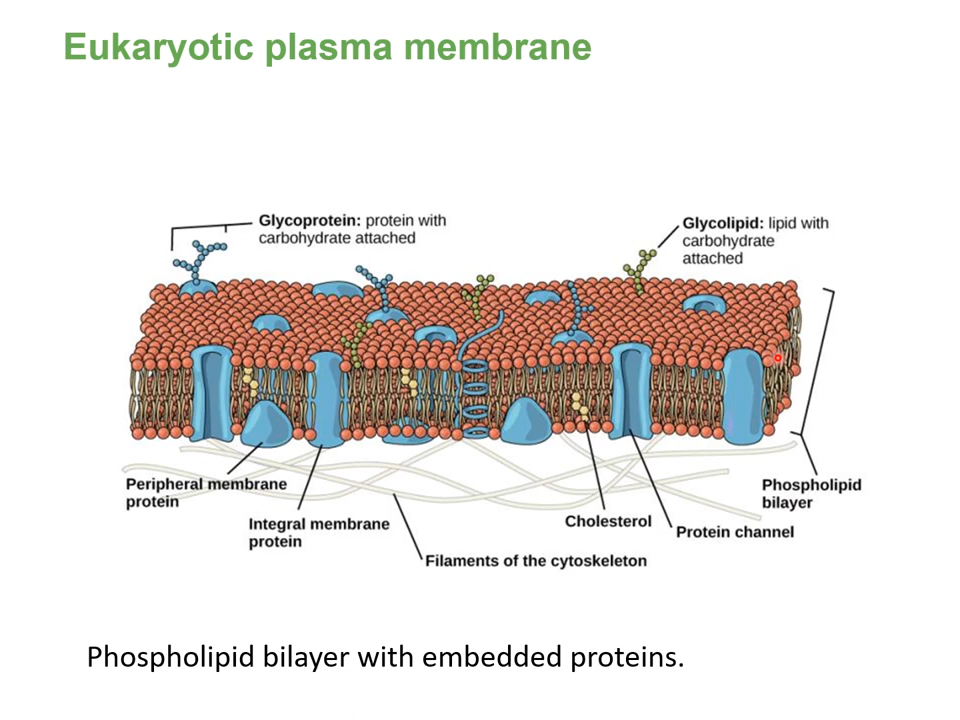 Eukaryotic plasma membrane
Glycoprotein: protein with
carbohydrate attached
Glycolipid: lipid with
carbohydrate
attached
Peripheral membrane
protein
Integral membrane
protein
Filaments of the cytoskeleton
Cholesterol
Protein channel
Phospholipid
bilayer
Phospholipid bilayer with embedded proteins.